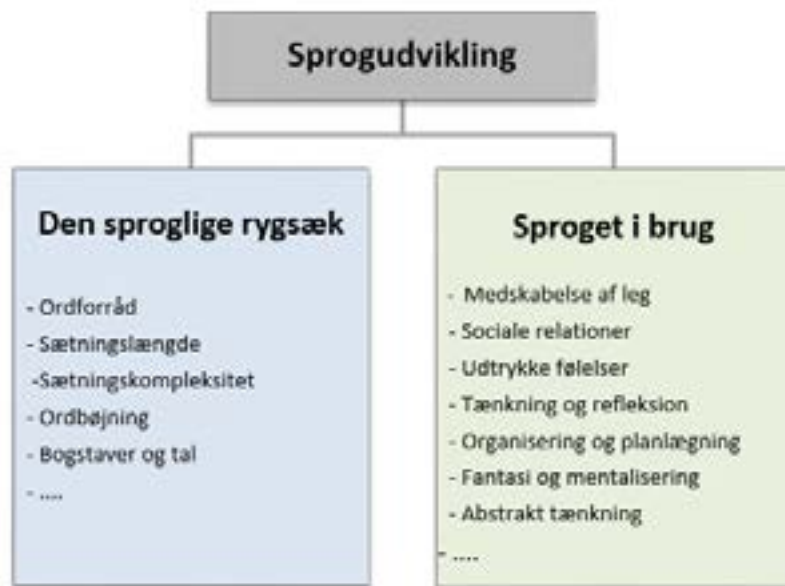 Sprogudvikling
Den sproglige rygsæk
- Ordforråd
- Sætningslængde
-Sætningskompleksitet
- Ordbøjning
- Bogstaver og tal
- ....
Sproget i brug
- Medskabelse af leg
- Sociale relationer
- Udtrykke følelser
- Tænkning og refleksion
- Organisering og planlægning
- Fantasi og mentalisering
- Abstrakt tænkning
- ....